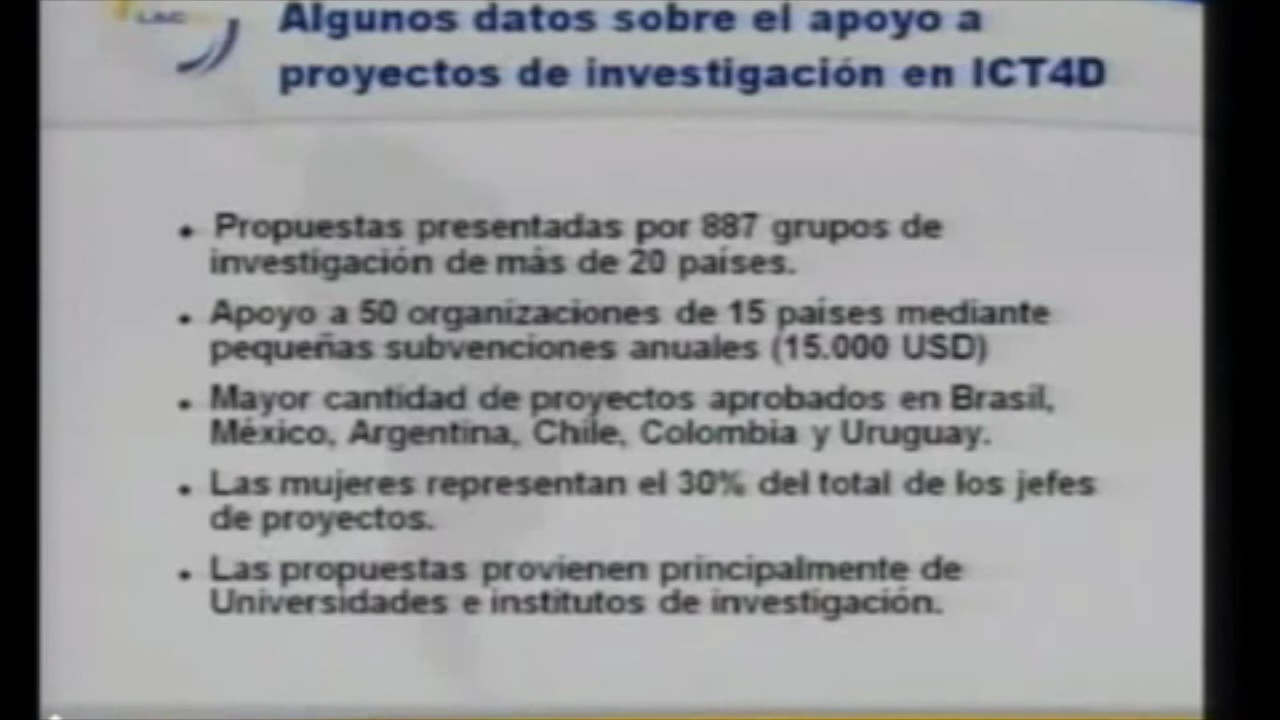 LAC
Algunos datos sobre el apoyo a
proyectos de investigación en ICT4D
• Propuestas presentadas por 887 grupos de
investigación de más de 20 países.
• Apoyo a 50 organizaciones de 15 países mediante
pequeñas subvenciones anuales (15.000 USD)
• Mayor cantidad de proyectos aprobados en Brasil,
México, Argentina, Chile, Colombia y Uruguay.
• Las mujeres representan el 30% del total de los jefes
de proyectos.
• Las propuestas provienen principalmente de
Universidades e institutos de investigación.